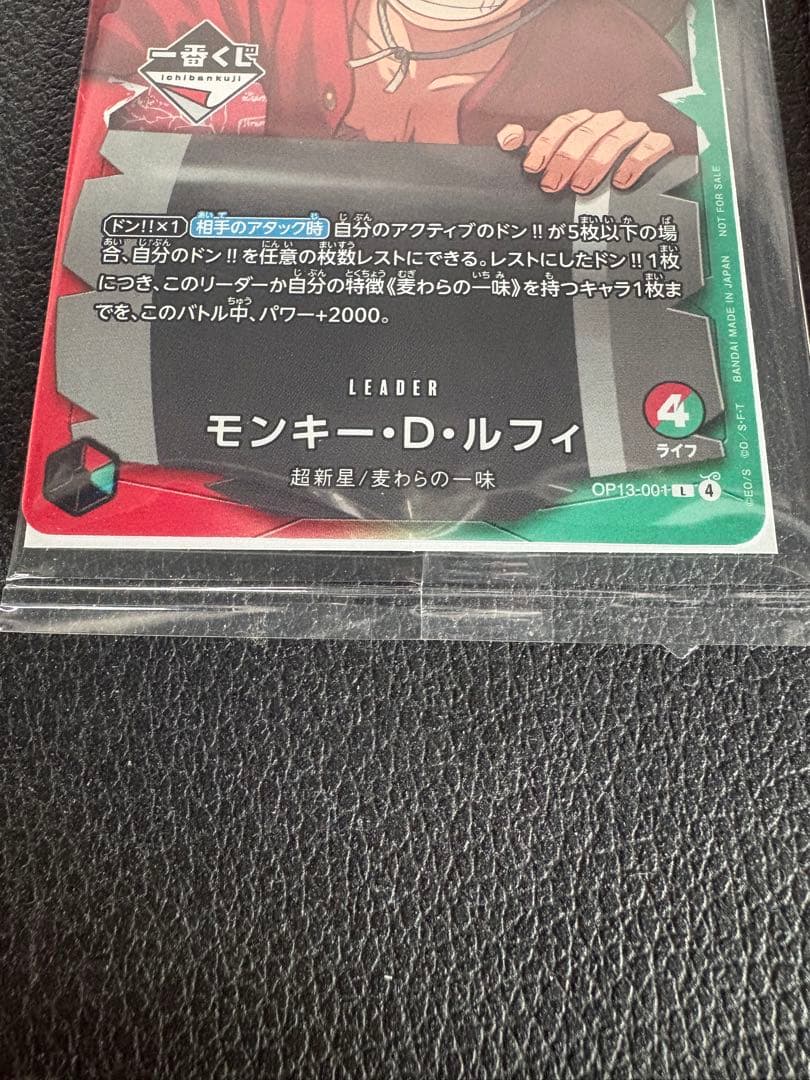 一番くじ
ichibankuji
ドン!!×1 相手のアタック時 自分のアクティブのドン!!が5枚以下の場
合、自分のドン!!を任意の枚数レストにできる。レストにしたドン!!1枚
につき、このリーダーか自分の特徴《麦わらの一味》を持つキャラ1枚ま
でを、このバトル中、パワー+2000。
LEADER
モンキー・D・ルフィ
超新星/麦わらの一味
4
ライフ
OP13-001 L 4
©EO/S ©O/S・F・T BANDAI MADE IN JAPAN NOT FOR SALE